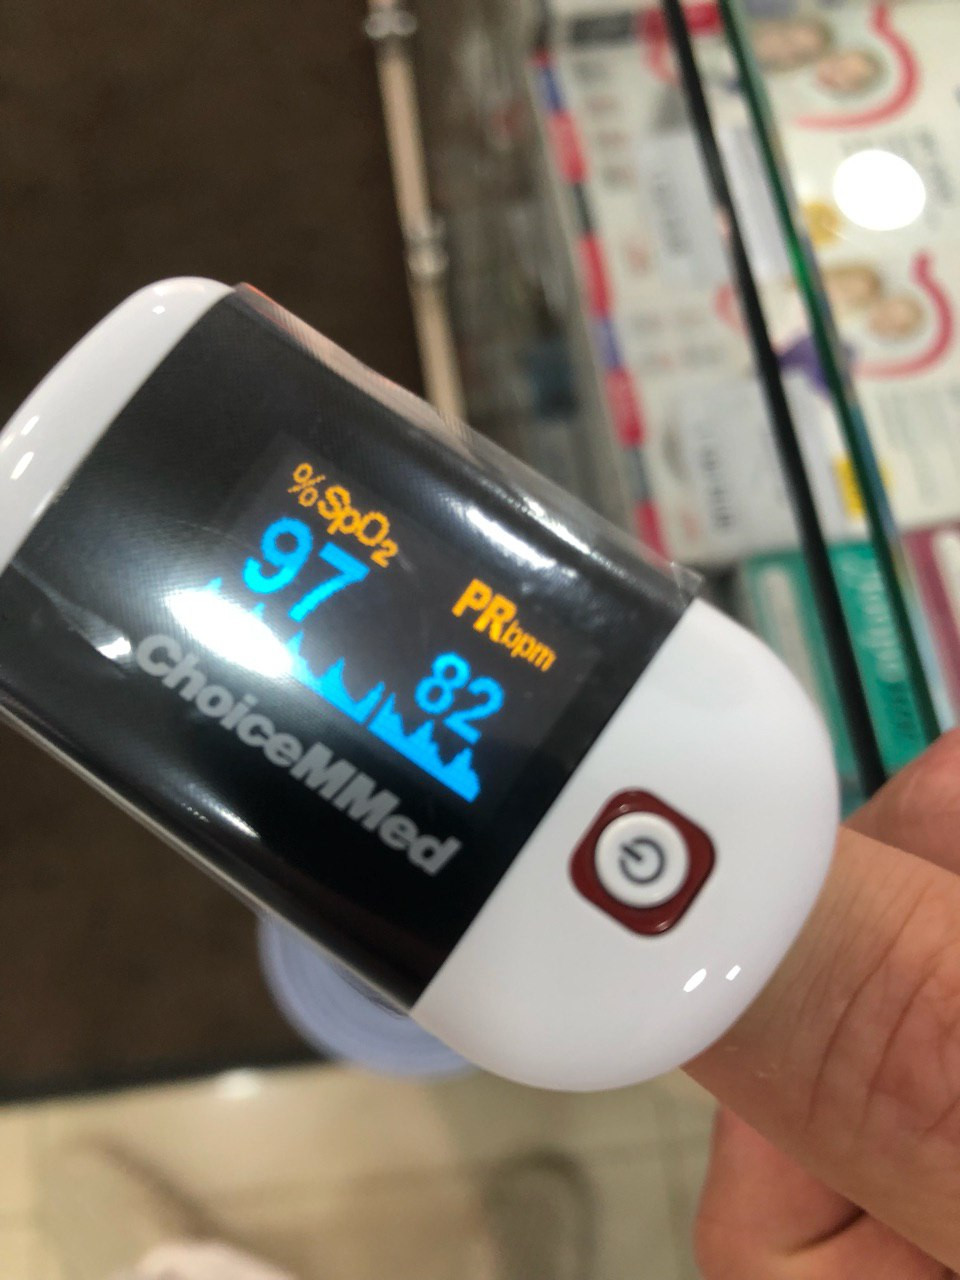 %SpO2
97
PRbpm
82
ChoiceMMed